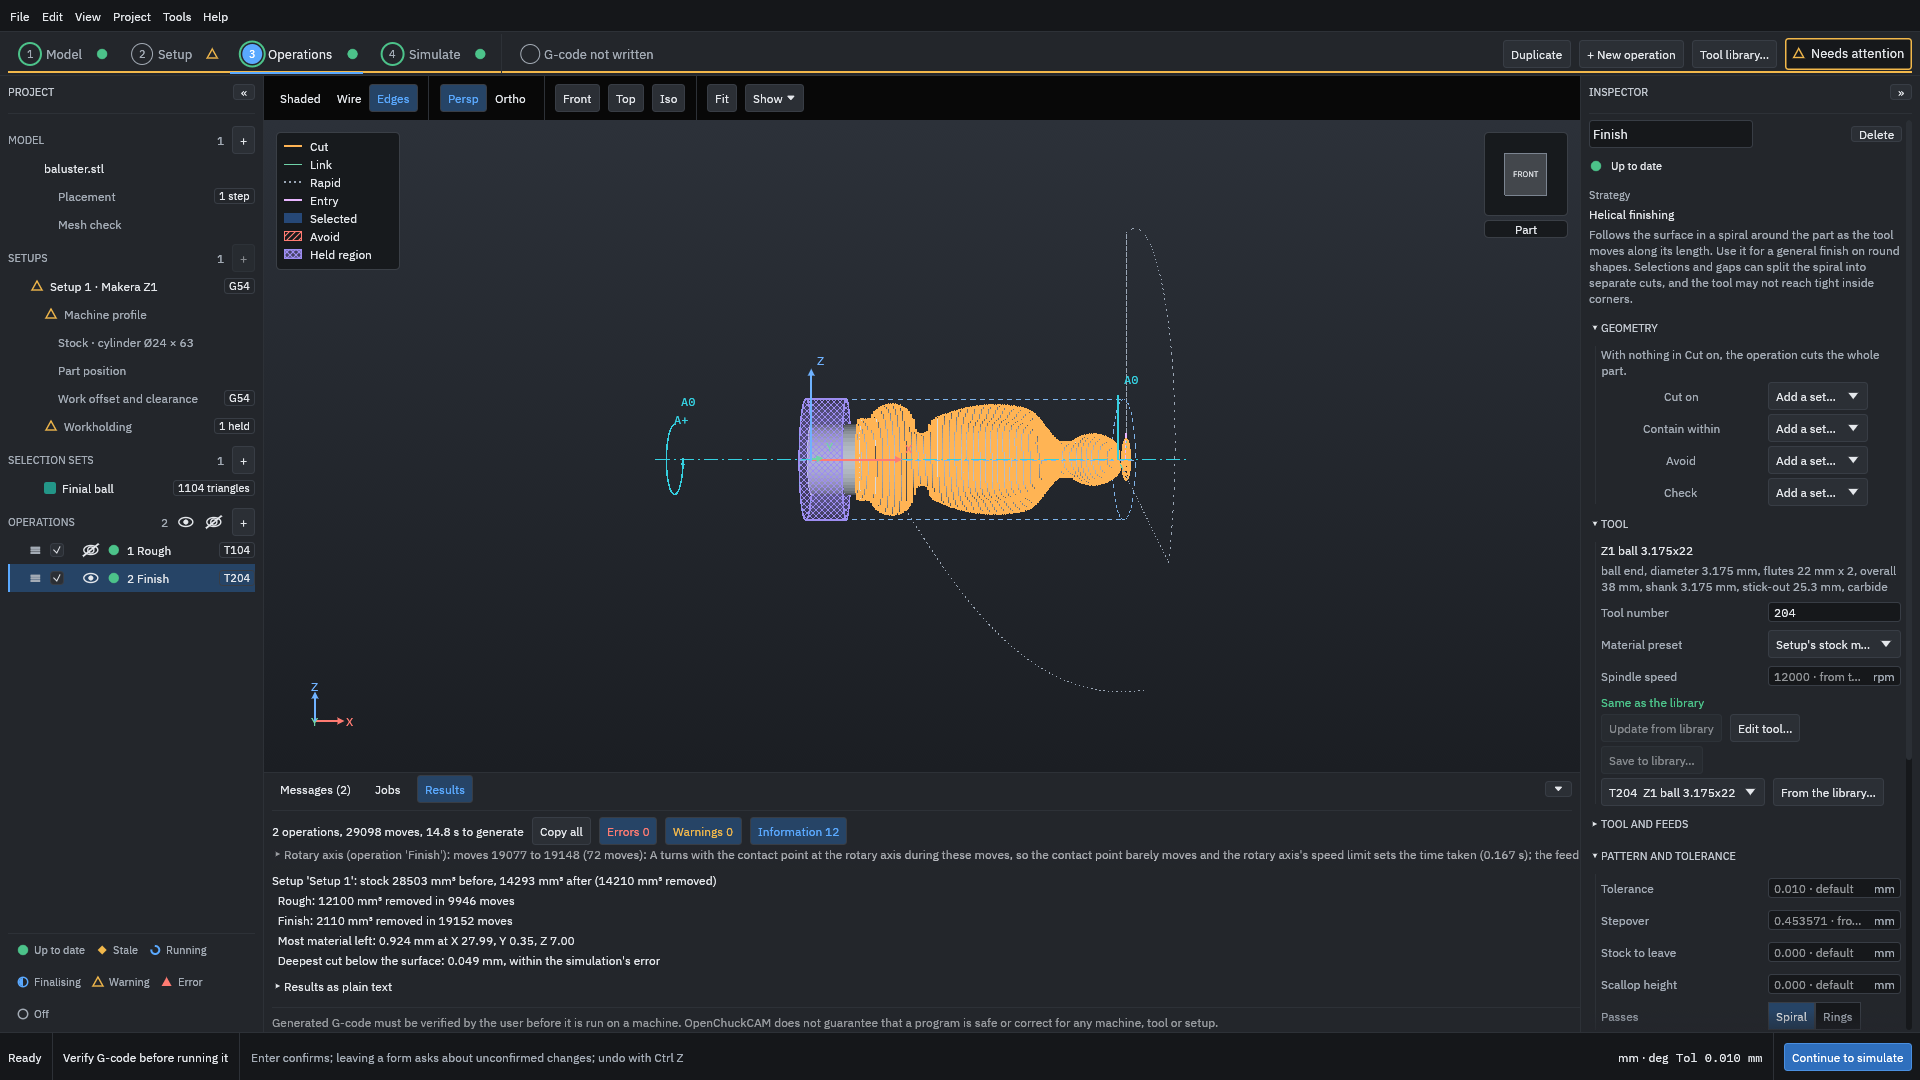 File Edit View Project Tools Help
1 Model 2 Setup 3 Operations 4 Simulate G-code not written Duplicate + New operation Tool library... Needs attention
PROJECT «
MODEL 1 +
baluster.stl
Placement 1 step
Mesh check
SETUPS 1 +
Setup 1 · Makera Z1 G54
Machine profile
Stock · cylinder Ø24 × 63
Part position
Work offset and clearance G54
Workholding 1 held
SELECTION SETS 1 +
Finial ball 1104 triangles
OPERATIONS 2 +
1 Rough T104
2 Finish T204
Up to date Stale Running
Finalising Warning Error
Off
Shaded Wire Edges Persp Ortho Front Top Iso Fit Show
Cut
Link
Rapid
Entry
Selected
Avoid
Held region
FRONT
Part
Z
A0
A+
A0
Z
Y X
Messages (2) Jobs Results
2 operations, 29098 moves, 14.8 s to generate Copy all Errors 0 Warnings 0 Information 12
Rotary axis (operation 'Finish'): moves 19077 to 19148 (72 moves): A turns with the contact point at the rotary axis during these moves, so the contact point barely moves and the rotary axis's speed limit sets the time taken (0.167 s); the feed
Setup 'Setup 1': stock 28503 mm³ before, 14293 mm³ after (14210 mm³ removed)
Rough: 12100 mm³ removed in 9946 moves
Finish: 2110 mm³ removed in 19152 moves
Most material left: 0.924 mm at X 27.99, Y 0.35, Z 7.00
Deepest cut below the surface: 0.049 mm, within the simulation's error
Results as plain text
Generated G-code must be verified by the user before it is run on a machine. OpenChuckCAM does not guarantee that a program is safe or correct for any machine, tool or setup.
INSPECTOR »
Finish Delete
Up to date
Strategy
Helical finishing
Follows the surface in a spiral around the part as the tool
moves along its length. Use it for a general finish on round
shapes. Selections and gaps can split the spiral into
separate cuts, and the tool may not reach tight inside
corners.
GEOMETRY
With nothing in Cut on, the operation cuts the whole
part.
Cut on Add a set...
Contain within Add a set...
Avoid Add a set...
Check Add a set...
TOOL
Z1 ball 3.175x22
ball end, diameter 3.175 mm, flutes 22 mm x 2, overall
38 mm, shank 3.175 mm, stick-out 25.3 mm, carbide
Tool number 204
Material preset Setup's stock m...
Spindle speed 12000 · from t... rpm
Same as the library
Update from library Edit tool...
Save to library...
T204 Z1 ball 3.175x22 From the library...
TOOL AND FEEDS
PATTERN AND TOLERANCE
Tolerance 0.010 · default mm
Stepover 0.453571 · fro... mm
Stock to leave 0.000 · default mm
Scallop height 0.000 · default mm
Passes Spiral Rings
Ready Verify G-code before running it Enter confirms; leaving a form asks about unconfirmed changes; undo with Ctrl Z mm · deg Tol 0.010 mm Continue to simulate